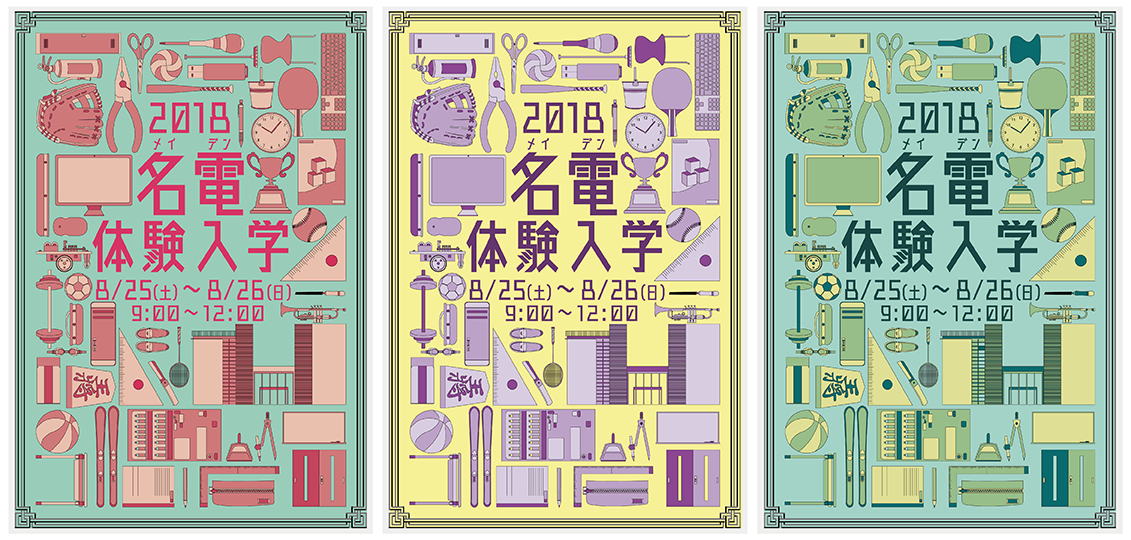 2018
メイ デン
名電
体験入学
8/25(土)～8/26(日)
9:00～12:00
2018
メイ デン
名電
体験入学
8/25(土)～8/26(日)
9:00～12:00
2018
メイ デン
名電
体験入学
8/25(土)～8/26(日)
9:00～12:00